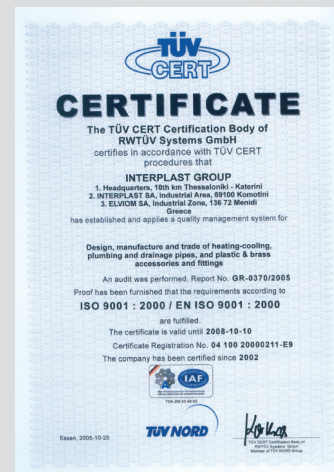 TÜV
CERT
CERTIFICATE
The TÜV CERT Certification Body of
RWTÜV Systems GmbH
certifies in accordance with TÜV CERT
procedures that
INTERPLAST GROUP
1. Headquarters, 10th km Thessaloniki - Katerini
2. INTERPLAST SA, Industrial Area, 69100 Komotini
3. ELVIOM SA, Industrial Zone, 136 72 Menidi
Greece
has established and applies a quality management system for
Design, manufacture and trade of heating-cooling,
plumbing and drainage pipes, and plastic & brass
accessories and fittings
An audit was performed, Report No. GR-0370/2005
Proof has been furnished that the requirements according to
ISO 9001 : 2000 / EN ISO 9001 : 2000
are fulfilled.
The certificate is valid until 2008-10-10
Certificate Registration No. 04 100 20000211-E9
The company has been certified since 2002
IAF
TÜV NORD
Essen, 2005-10-25
TÜV CERT Certification Body of
RWTÜV Systems GmbH
Member of TÜV NORD Group